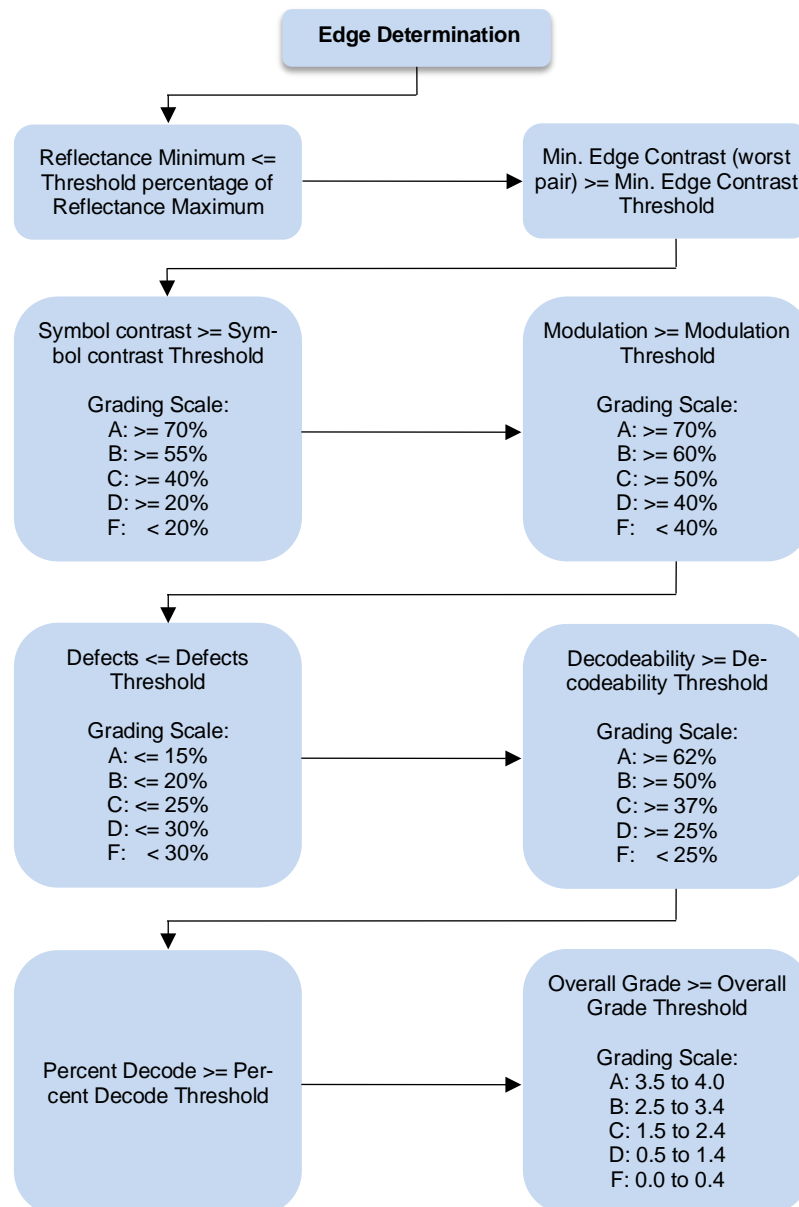 Edge Determination
Reflectance Minimum <=
Threshold percentage of
Reflectance Maximum
Min. Edge Contrast (worst
pair) >= Min. Edge Contrast
Threshold
Symbol contrast >= Sym-
bol contrast Threshold
Grading Scale:
A: >= 70%
B: >= 55%
C: >= 40%
D: >= 20%
F: < 20%
Modulation >= Modulation
Threshold
Grading Scale:
A: >= 70%
B: >= 60%
C: >= 50%
D: >= 40%
F: < 40%
Defects <= Defects
Threshold
Grading Scale:
A: <= 15%
B: <= 20%
C: <= 25%
D: <= 30%
F: < 30%
Decodeability >= De-
codeability Threshold
Grading Scale:
A: >= 62%
B: >= 50%
C: >= 37%
D: >= 25%
F: < 25%
Percent Decode >= Per-
cent Decode Threshold
Overall Grade >= Overall
Grade Threshold
Grading Scale:
A: 3.5 to 4.0
B: 2.5 to 3.4
C: 1.5 to 2.4
D: 0.5 to 1.4
F: 0.0 to 0.4